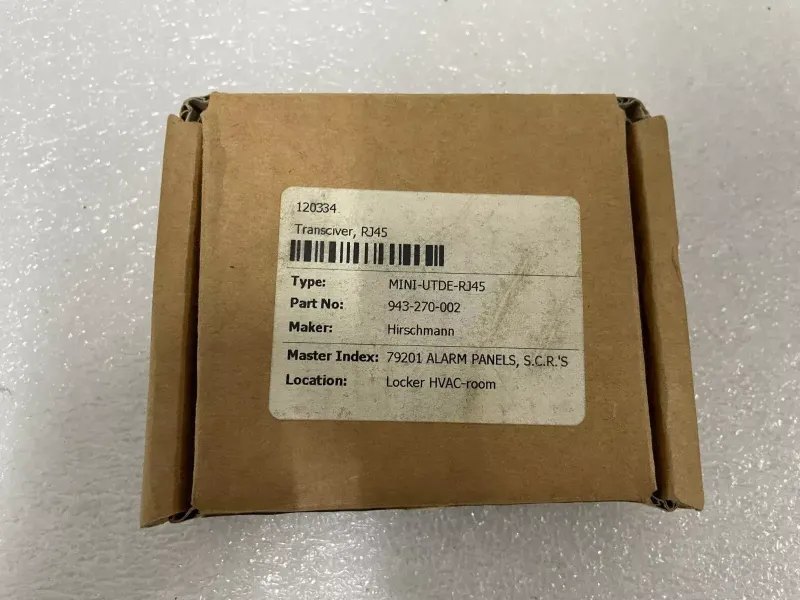 120334
Transciver, RJ45
Type: MINI-UTDE-RJ45
Part No: 943-270-002
Maker: Hirschmann
Master Index: 79201 ALARM PANELS, S.C.R.'S
Location: Locker HVAC-room